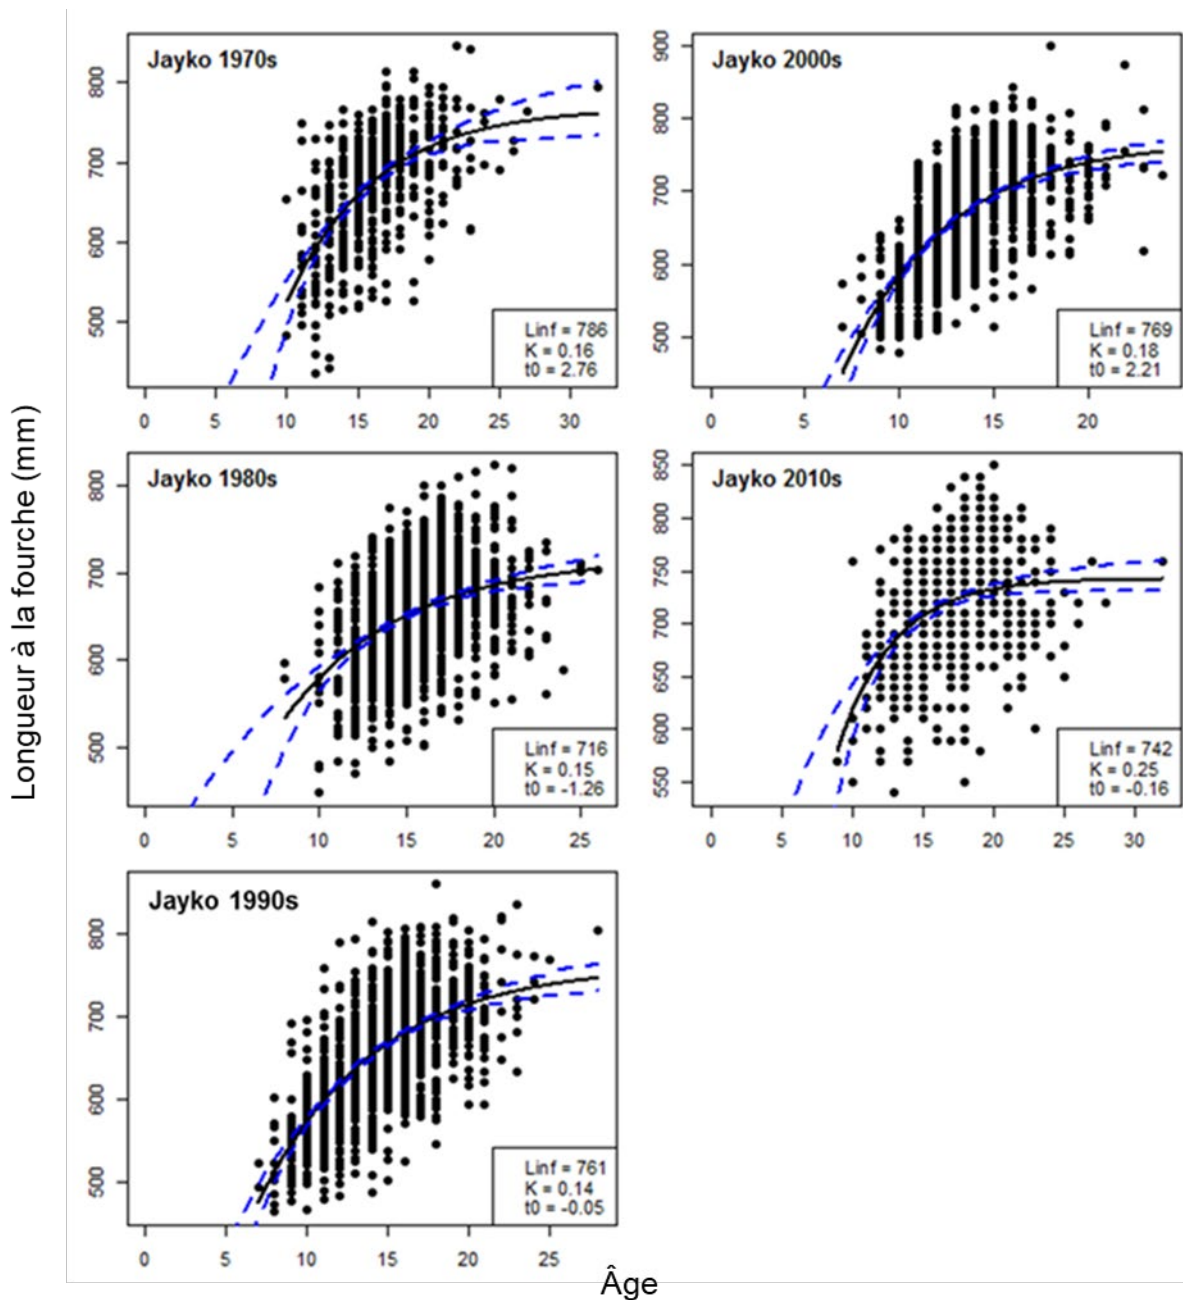 Longueur à la fourche (mm)
Jayko 1970s
800
700
600
500
Linf = 786
K = 0.16
t0 = 2.76
0 5 10 15 20 25 30
Jayko 2000s
900
800
700
600
500
Linf = 769
K = 0.18
t0 = 2.21
0 5 10 15 20
Jayko 1980s
800
700
600
500
Linf = 716
K = 0.15
t0 = -1.26
0 5 10 15 20 25
Jayko 2010s
850
800
750
700
650
600
550
Linf = 742
K = 0.25
t0 = -0.16
0 5 10 15 20 25 30
Jayko 1990s
800
700
600
500
Linf = 761
K = 0.14
t0 = -0.05
0 5 10 15 20 25
Âge